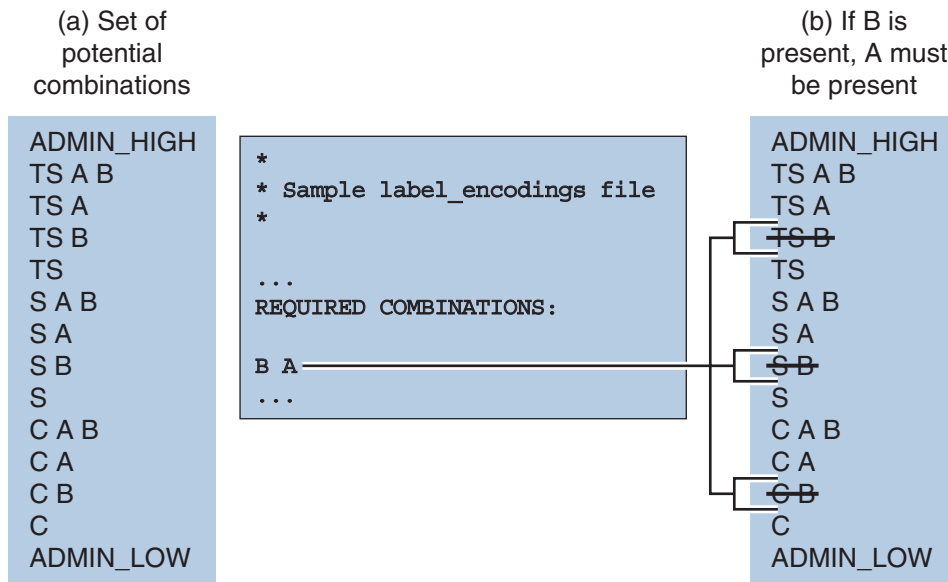 (a) Set of
potential
combinations
ADMIN_HIGH
TS A B
TS A
TS B
TS
S A B
S A
S B
S
C A B
C A
C B
C
ADMIN_LOW
*
* Sample label_encodings file
*
...
REQUIRED COMBINATIONS:
B A
...
(b) If B is
present, A must
be present
ADMIN_HIGH
TS A B
TS A
TS B
TS
S A B
S A
S B
S
C A B
C A
C B
C
ADMIN_LOW